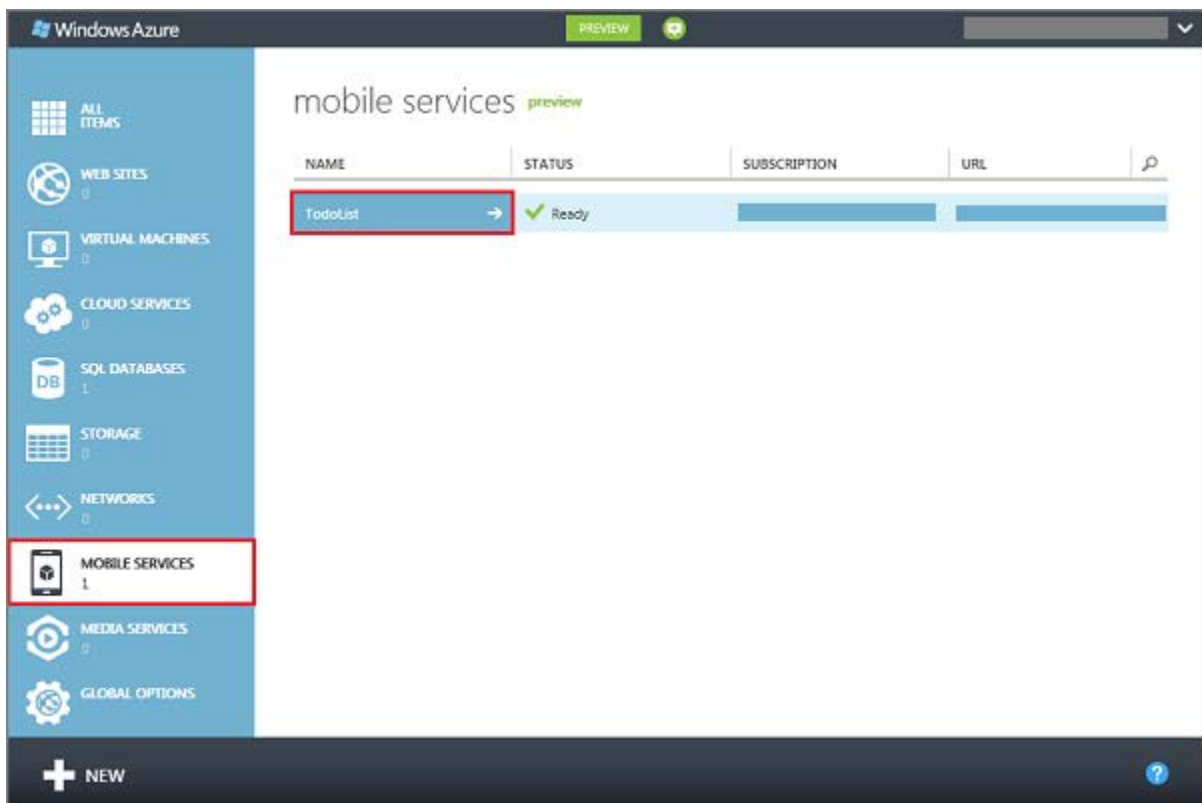 Windows Azure
PREVIEW
ALL
ITEMS
WEB SITES
0
VIRTUAL MACHINES
0
CLOUD SERVICES
0
DB
SQL DATABASES
1
STORAGE
0
NETWORKS
0
MOBILE SERVICES
1
MEDIA SERVICES
0
GLOBAL OPTIONS
mobile services preview
NAME STATUS SUBSCRIPTION URL
TodoList Ready
NEW
?